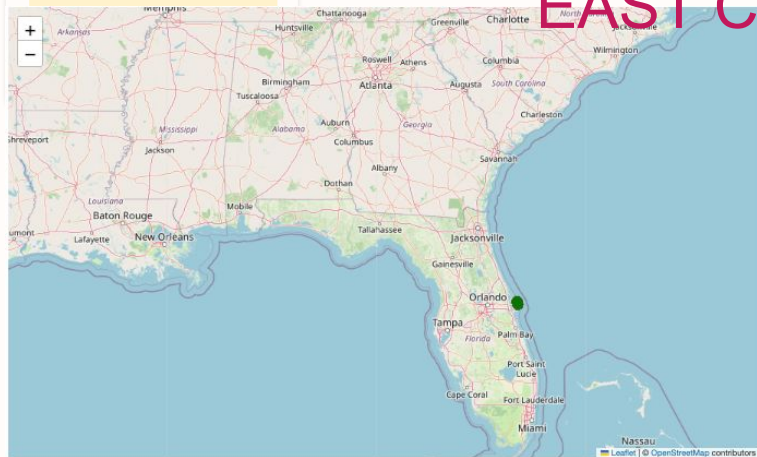 EAST C
Memphis
Chattanooga
Charlotte
Greenville
Arkansas
Huntsville
+
Wilmington
−
Roswell
Athens
Columbia
Birmingham
Atlanta
Augusta
South Carolina
Tuscaloosa
Charleston
Auburn
Georgia
Mississippi
Alabama
Columbus
Shreveport
Jackson
Savannah
Albany
Dothan
Louisiana
Mobile
Baton Rouge
Tallahassee
Lafayette
New Orleans
Jacksonville
Gainesville
Orlando
Tampa
Palm Bay
Florida
Port Saint
Lucie
Cape Coral
Fort Lauderdale
Miami
Nassau
Leaflet | © OpenStreetMap contributors